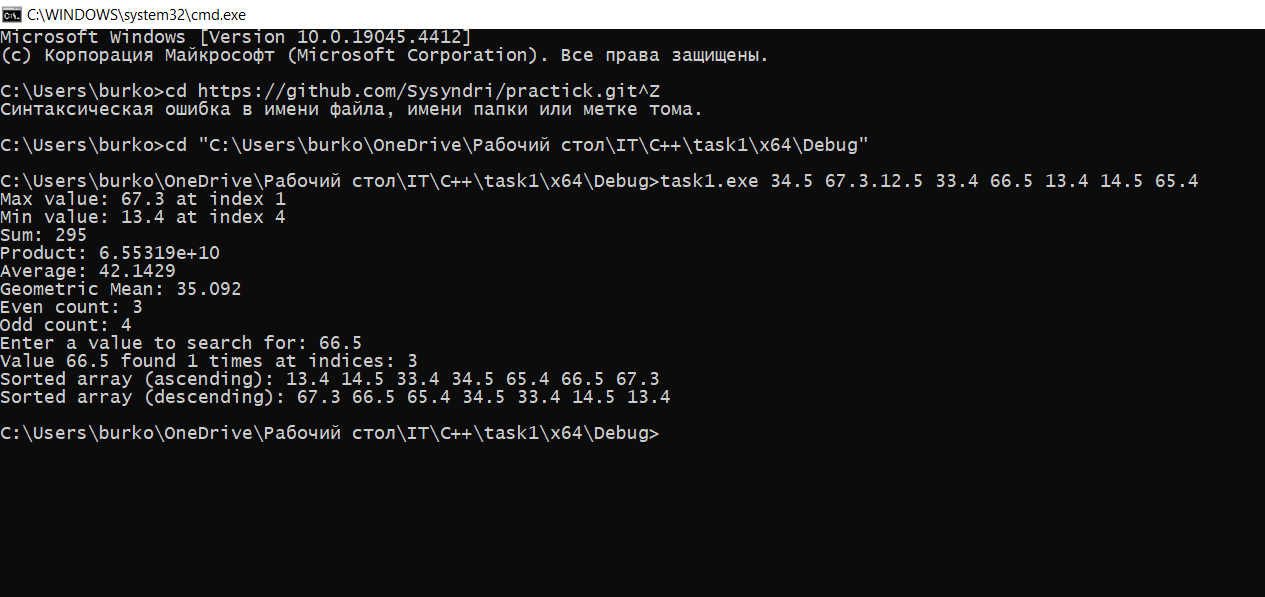 C:\WINDOWS\system32\cmd.exe
Microsoft Windows [Version 10.0.19045.4412]
(c) Корпорация Майкрософт (Microsoft Corporation). Все права защищены.
C:\Users\burko>cd https://github.com/Sysyndri/practick.git^Z
Синтаксическая ошибка в имени файла, имени папки или метке тома.
C:\Users\burko>cd "C:\Users\burko\OneDrive\Рабочий стол\IT\C++\task1\x64\Debug"
C:\Users\burko\OneDrive\Рабочий стол\IT\C++\task1\x64\Debug>task1.exe 34.5 67.3.12.5 33.4 66.5 13.4 14.5 65.4
Max value: 67.3 at index 1
Min value: 13.4 at index 4
Sum: 295
Product: 6.55319e+10
Average: 42.1429
Geometric Mean: 35.092
Even count: 3
Odd count: 4
Enter a value to search for: 66.5
Value 66.5 found 1 times at indices: 3
Sorted array (ascending): 13.4 14.5 33.4 34.5 65.4 66.5 67.3
Sorted array (descending): 67.3 66.5 65.4 34.5 33.4 14.5 13.4
C:\Users\burko\OneDrive\Рабочий стол\IT\C++\task1\x64\Debug>